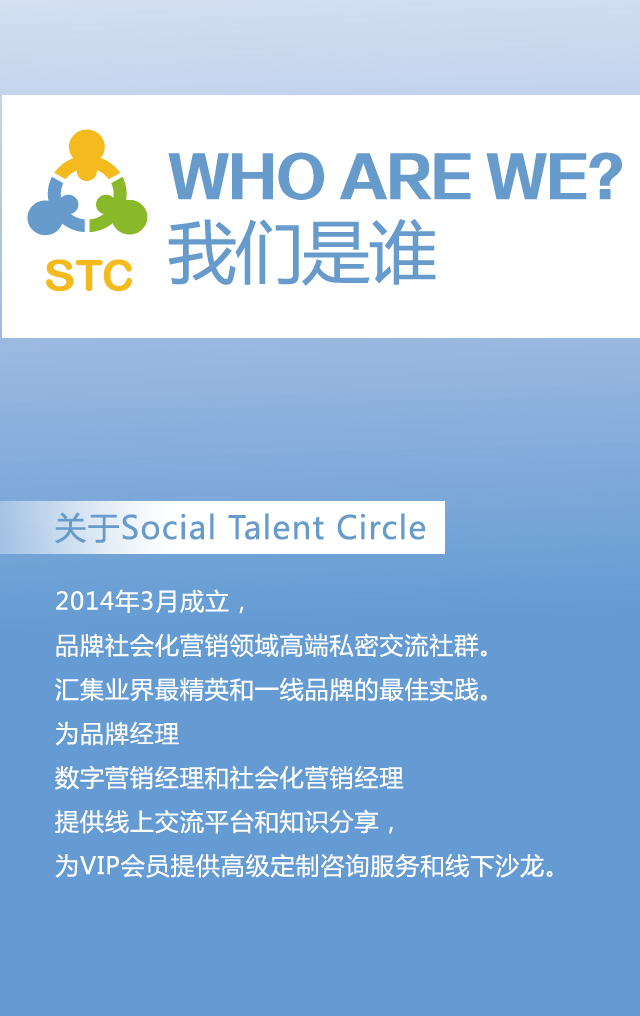 WHO ARE WE?
我们是谁
STC
关于Social Talent Circle
2014年3月成立，
品牌社会化营销领域高端私密交流社群。
汇集业界最精英和一线品牌的最佳实践。
为品牌经理
数字营销经理和社会化营销经理
提供线上交流平台和知识分享，
为VIP会员提供高级定制咨询服务和线下沙龙。